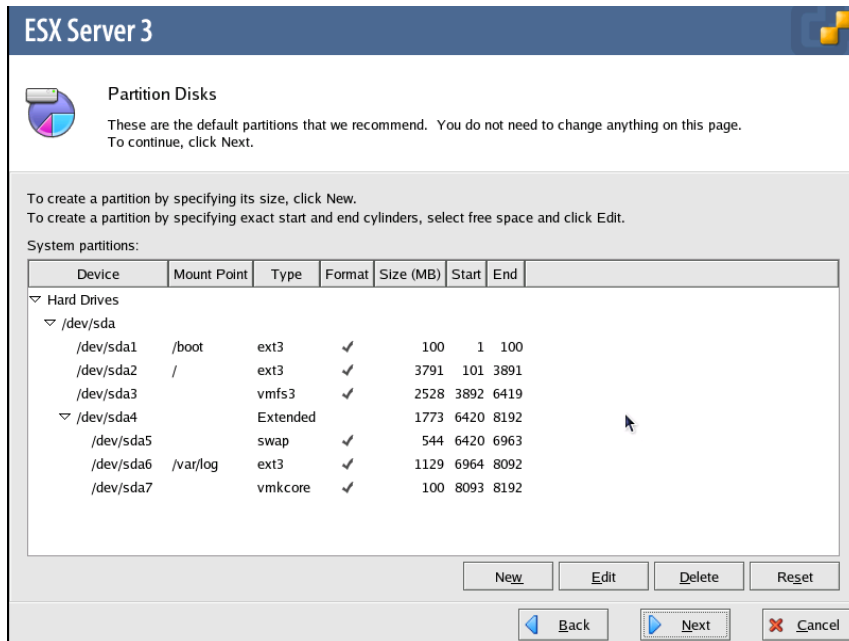 ESX Server 3
Partition Disks
These are the default partitions that we recommend. You do not need to change anything on this page.
To continue, click Next.
To create a partition by specifying its size, click New.
To create a partition by specifying exact start and end cylinders, select free space and click Edit.
System partitions:
Device Mount Point Type Format Size (MB) Start End
Hard Drives
/dev/sda
/dev/sda1 /boot ext3 100 1 100
/dev/sda2 / ext3 3791 101 3891
/dev/sda3 vmfs3 2528 3892 6419
/dev/sda4 Extended 1773 6420 8192
/dev/sda5 swap 544 6420 6963
/dev/sda6 /var/log ext3 1129 6964 8092
/dev/sda7 vmkcore 100 8093 8192
New Edit Delete Reset
Back Next Cancel